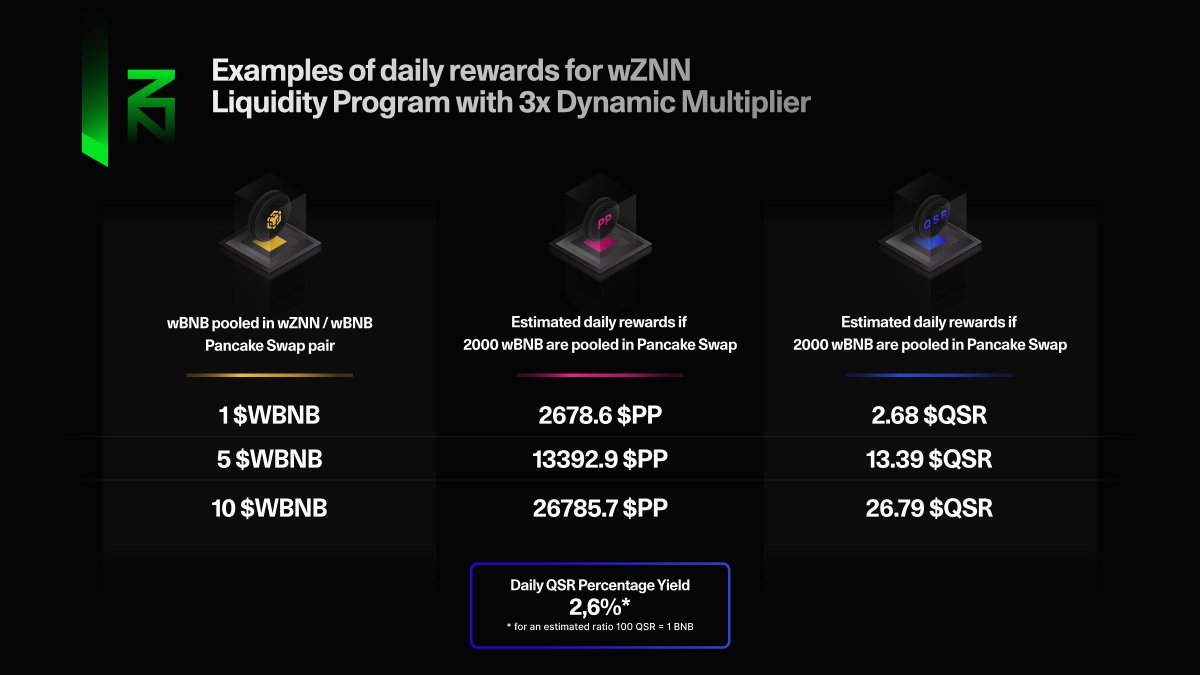 Examples of daily rewards for wZNN
Liquidity Program with 3x Dynamic Multiplier
PP
QSR
wBNB pooled in wZNN / wBNB
Pancake Swap pair
Estimated daily rewards if
2000 wBNB are pooled in Pancake Swap
Estimated daily rewards if
2000 wBNB are pooled in Pancake Swap
1 $WBNB
2678.6 $PP
2.68 $QSR
5 $WBNB
13392.9 $PP
13.39 $QSR
10 $WBNB
26785.7 $PP
26.79 $QSR
Daily QSR Percentage Yield
2,6%*
* for an estimated ratio 100 QSR = 1 BNB